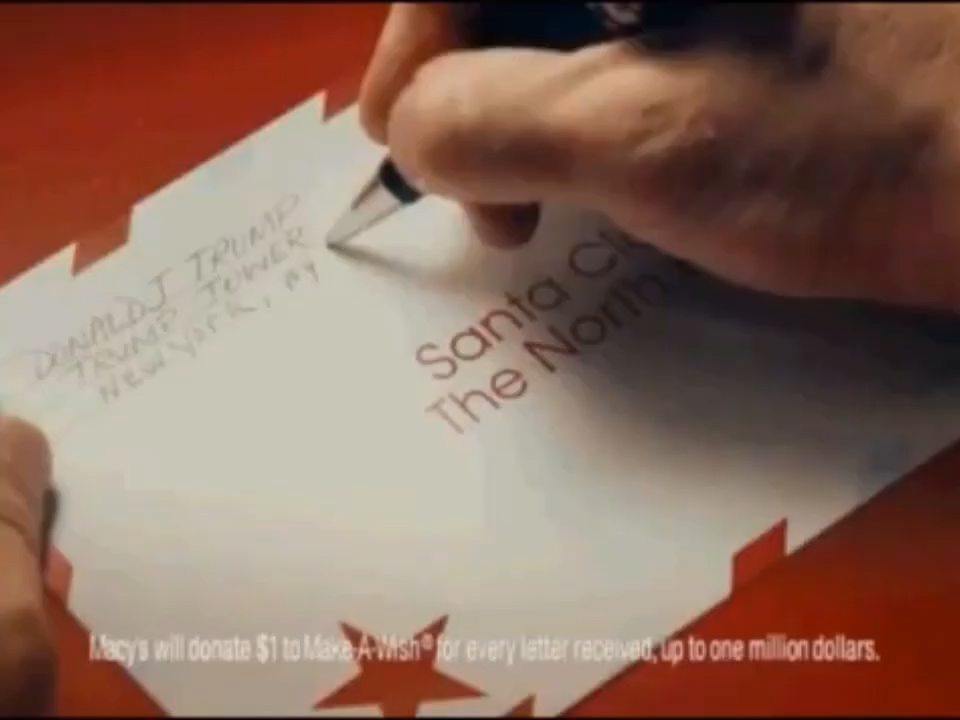 DONALD J TRUMP
TRUMP TOWER
New York, NY
Santa
The North
Macy's will donate $1 to Make-A-Wish® for every letter received, up to one million dollars.